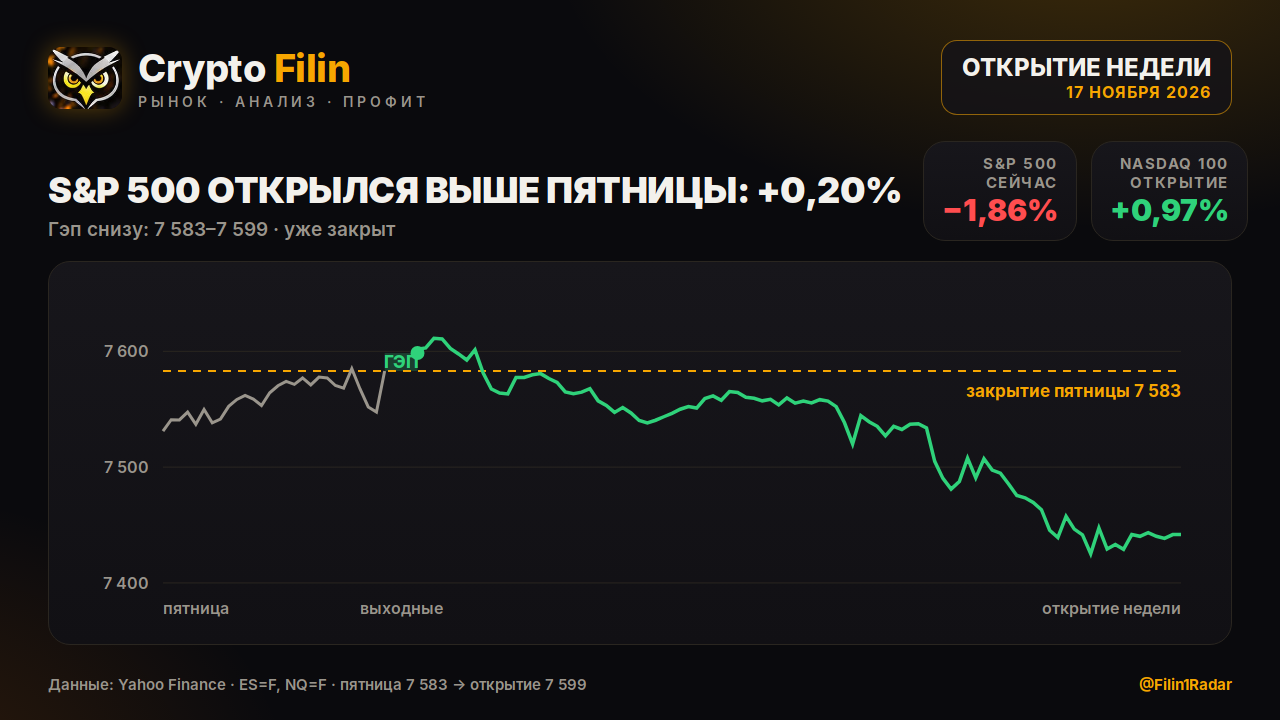 Crypto Filin
РЫНОК · АНАЛИЗ · ПРОФИТ
ОТКРЫТИЕ НЕДЕЛИ
17 НОЯБРЯ 2026
S&P 500 ОТКРЫЛСЯ ВЫШЕ ПЯТНИЦЫ: +0,20%
Гэп снизу: 7 583–7 599 · уже закрыт
S&P 500
СЕЙЧАС
−1,86%
NASDAQ 100
ОТКРЫТИЕ
+0,97%
7 600
ГЭП
закрытие пятницы 7 583
7 500
7 400
пятница
выходные
открытие недели
Данные: Yahoo Finance · ES=F, NQ=F · пятница 7 583 → открытие 7 599
@Filin1Radar